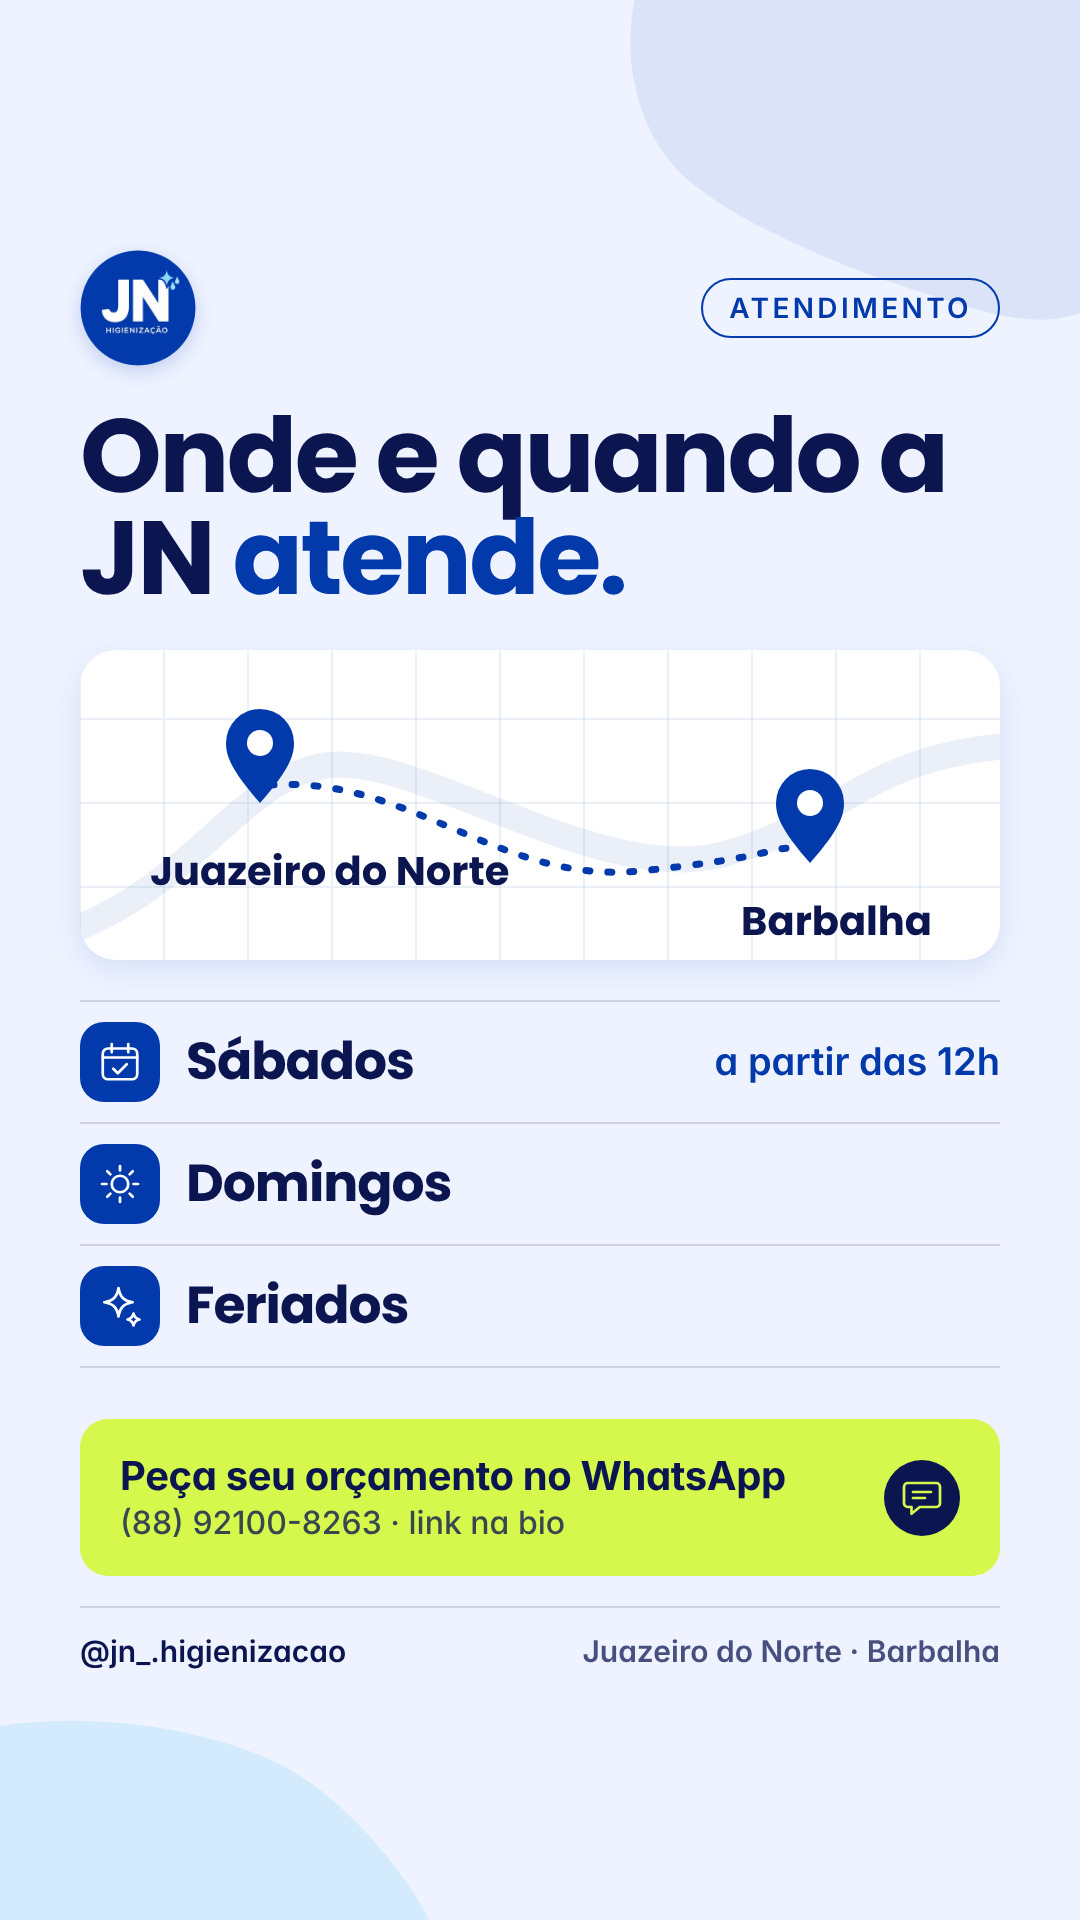 JN
HIGIENIZAÇÃO
ATENDIMENTO
Onde e quando a
JN atende.
Juazeiro do Norte
Barbalha
Sábados
a partir das 12h
Domingos
Feriados
Peça seu orçamento no WhatsApp
(88) 92100-8263 · link na bio
@jn_.higienizacao
Juazeiro do Norte · Barbalha